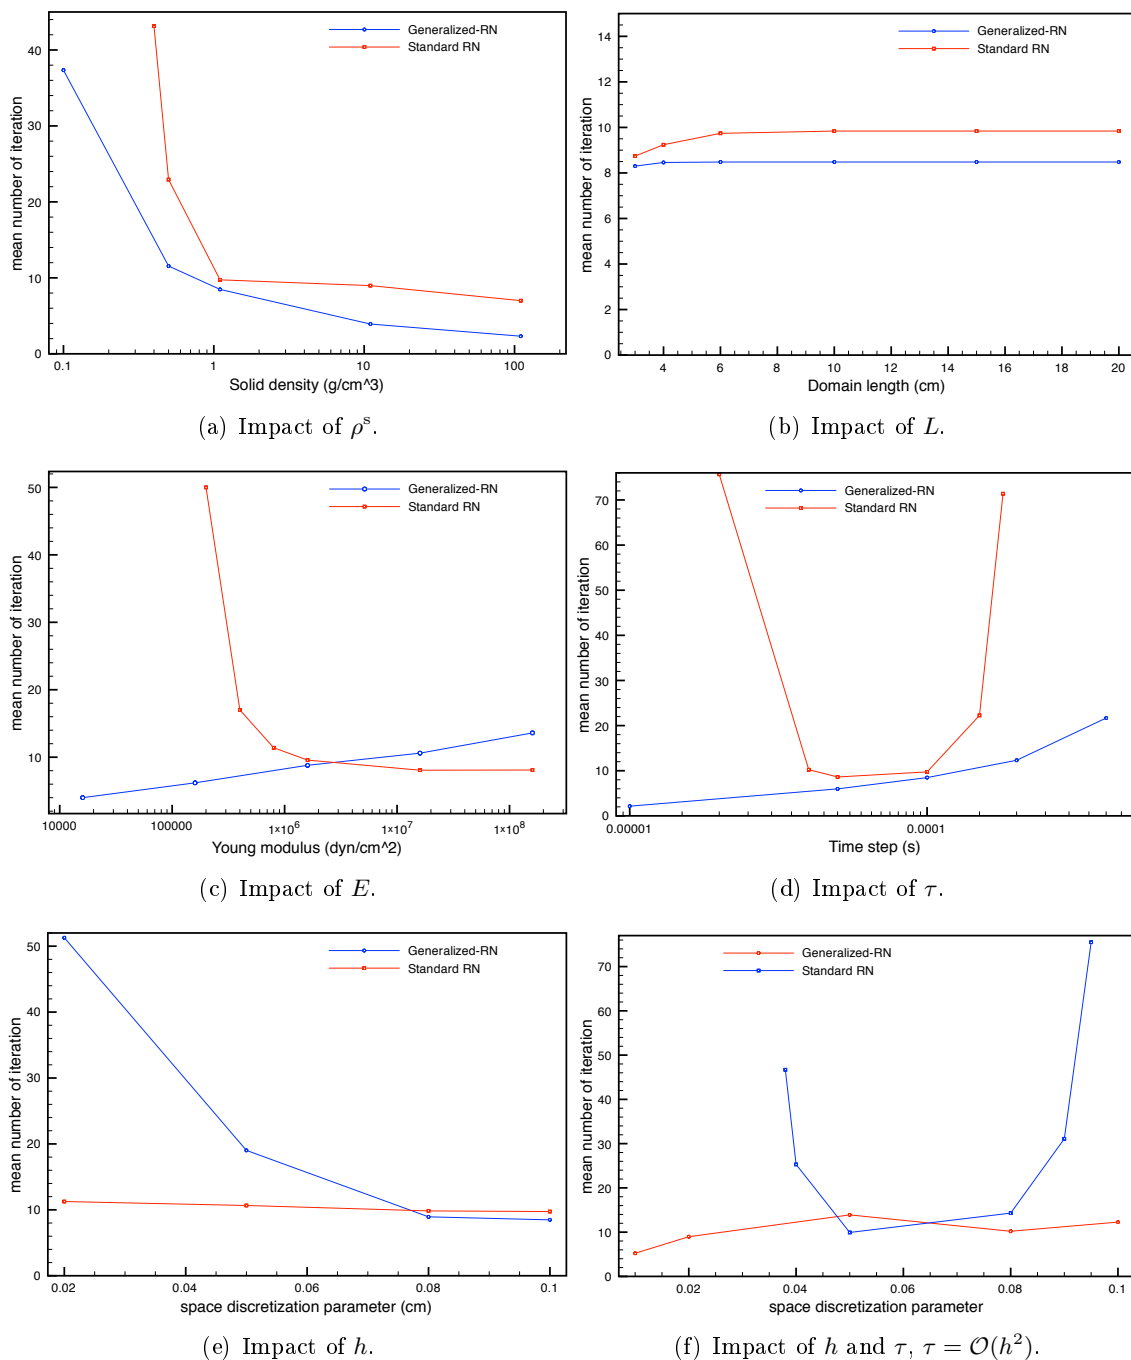 Generalized-RN
Standard RN
mean number of iteration
40
30
20
10
0
0.1 1 10 100
Solid density (g/cm^3)
(a) Impact of ρˢ.
Generalized-RN
Standard RN
mean number of iteration
14
12
10
8
6
4
2
0
4 6 8 10 12 14 16 18 20
Domain length (cm)
(b) Impact of L.
Generalized-RN
Standard RN
mean number of iteration
50
40
30
20
10
10000 100000 1×10⁶ 1×10⁷ 1×10⁸
Young modulus (dyn/cm^2)
(c) Impact of E.
Generalized-RN
Standard RN
mean number of iteration
70
60
50
40
30
20
10
0
0.00001 0.0001
Time step (s)
(d) Impact of τ.
Generalized-RN
Standard RN
mean number of iteration
50
40
30
20
10
0
0.02 0.04 0.06 0.08 0.1
space discretization parameter (cm)
(e) Impact of h.
Generalized-RN
Standard RN
mean number of iteration
70
60
50
40
30
20
10
0
0.02 0.04 0.06 0.08 0.1
space discretization parameter
(f) Impact of h and τ, τ = 𝒪(h²).